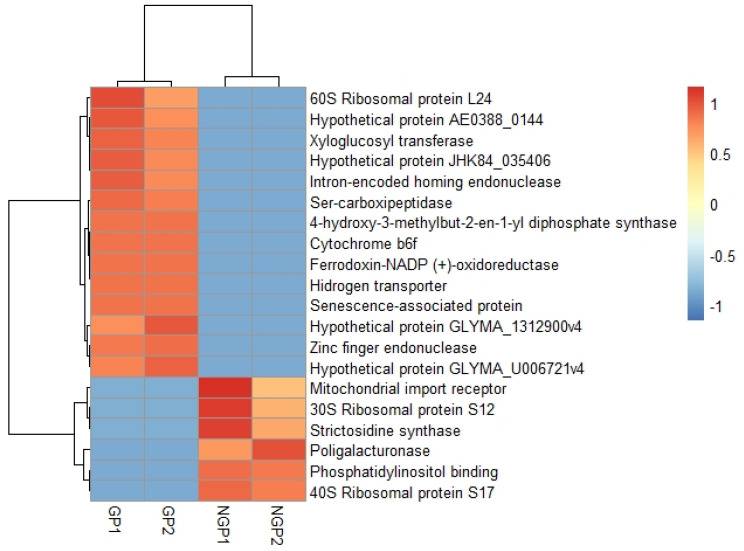 60S Ribosomal protein L24
Hypothetical protein AE0388_0144
Xyloglucosyl transferase
Hypothetical protein JHK84_035406
Intron-encoded homing endonuclease
Ser-carboxipeptidase
4-hydroxy-3-methylbut-2-en-1-yl diphosphate synthase
Cytochrome b6f
Ferrodoxin-NADP (+)-oxidoreductase
Hidrogen transporter
Senescence-associated protein
Hypothetical protein GLYMA_1312900v4
Zinc finger endonuclease
Hypothetical protein GLYMA_U006721v4
Mitochondrial import receptor
30S Ribosomal protein S12
Strictosidine synthase
Poligalacturonase
Phosphatidylinositol binding
40S Ribosomal protein S17
GP1
GP2
NGP1
NGP2
1
0.5
0
-0.5
-1